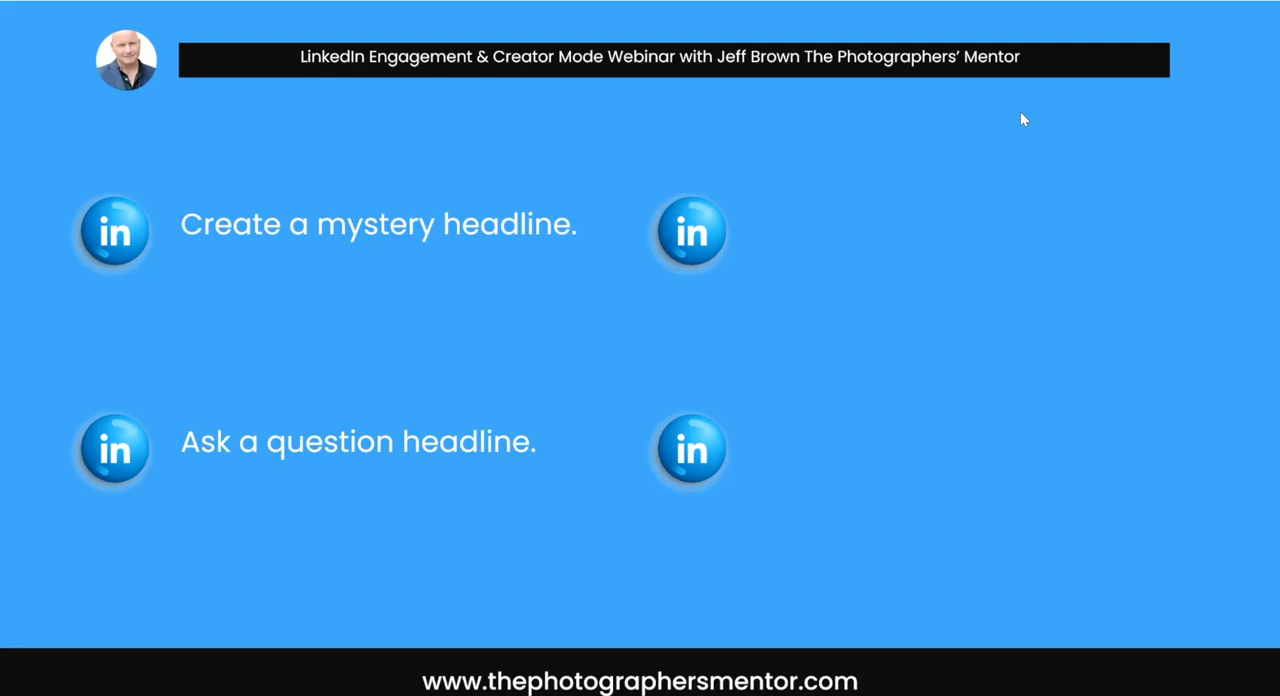 LinkedIn Engagement & Creator Mode Webinar with Jeff Brown The Photographers’ Mentor
in Create a mystery headline. in
in Ask a question headline. in
www.thephotographersmentor.com